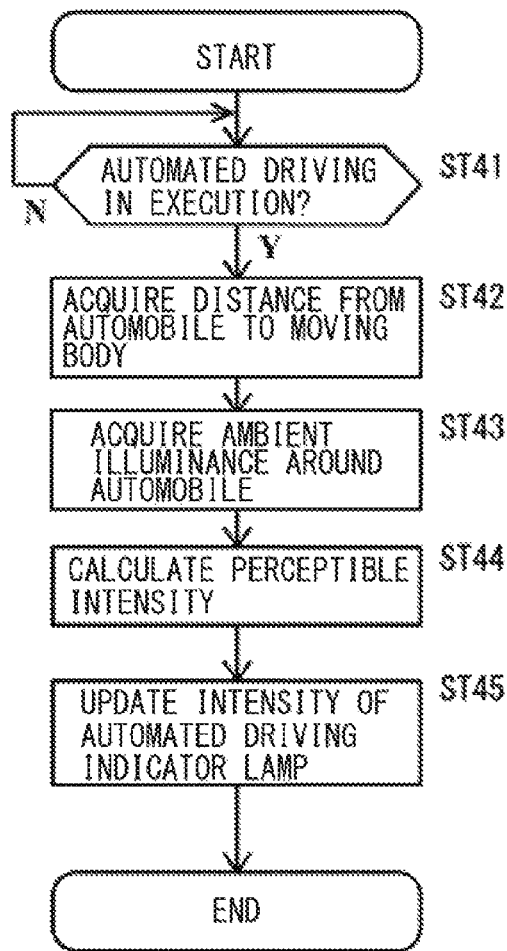 START
AUTOMATED DRIVING
IN EXECUTION?
ST41
N
Y
ACQUIRE DISTANCE FROM
AUTOMOBILE TO MOVING
BODY
ST42
ACQUIRE AMBIENT
ILLUMINANCE AROUND
AUTOMOBILE
ST43
CALCULATE PERCEPTIBLE
INTENSITY
ST44
UPDATE INTENSITY OF
AUTOMATED DRIVING
INDICATOR LAMP
ST45
END